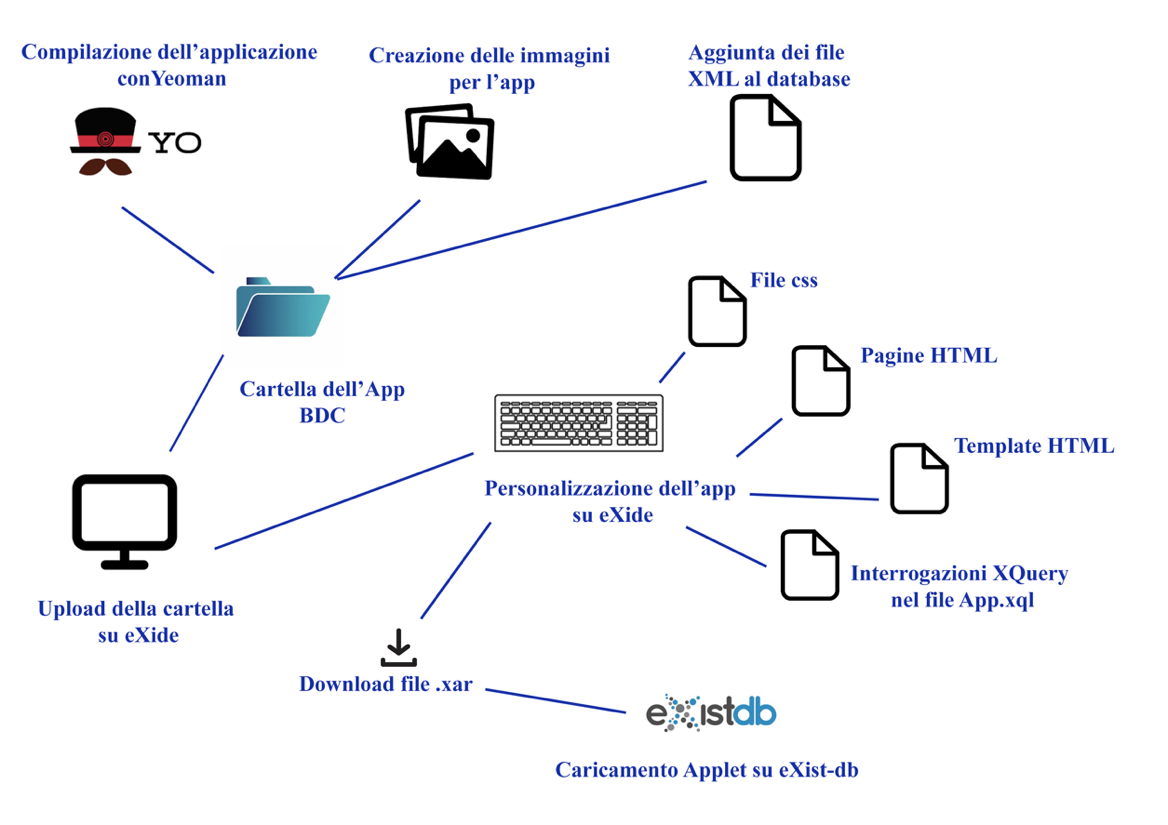 Compilazione dell'applicazione
conYeoman
Creazione delle immagini
per l'app
Aggiunta dei file
XML al database
YO
File css
Pagine HTML
Cartella dell'App
BDC
Template HTML
Personalizzazione dell'app
su eXide
Interrogazioni XQuery
nel file App.xql
Upload della cartella
su eXide
Download file .xar
eXistdb
Caricamento Applet su eXist-db